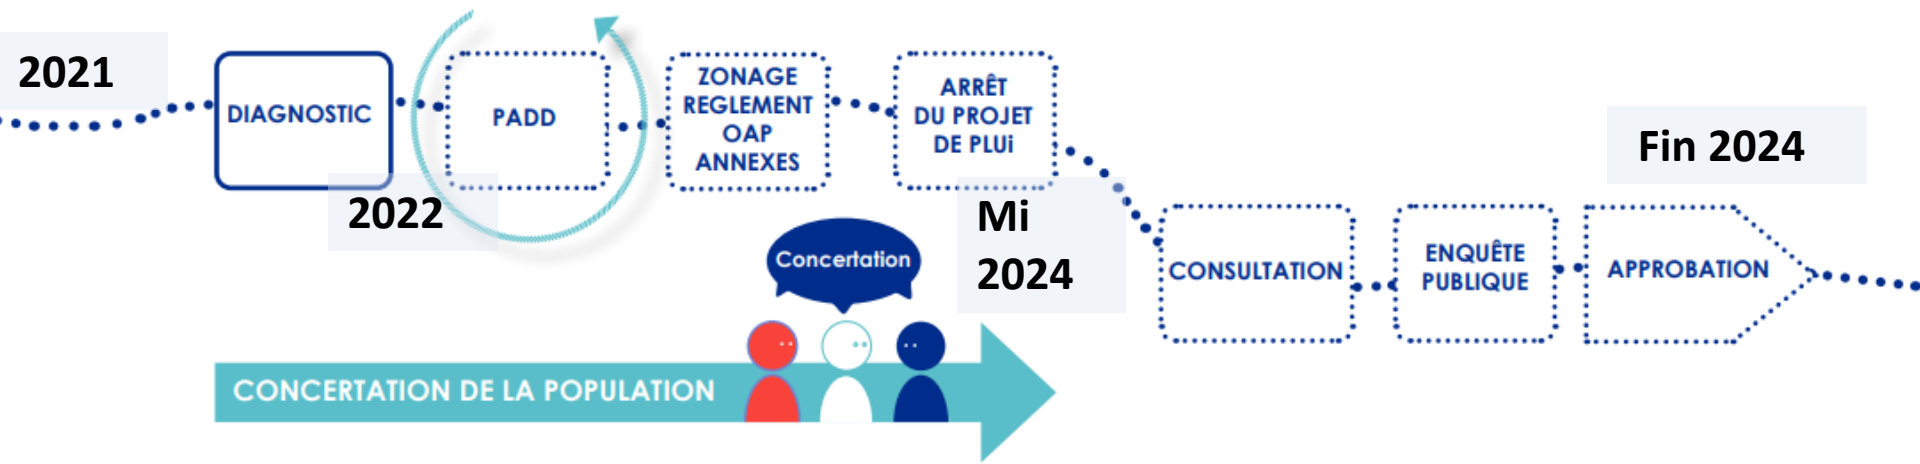 2021
DIAGNOSTIC
2022
PADD
ZONAGE
REGLEMENT
OAP
ANNEXES
ARRÊT
DU PROJET
DE PLUi
Mi
2024
CONSULTATION
ENQUÊTE
PUBLIQUE
APPROBATION
Fin 2024
Concertation
CONCERTATION DE LA POPULATION